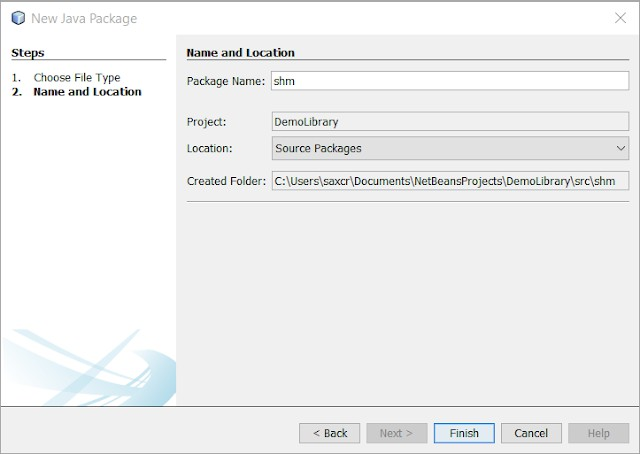 New Java Package
Steps
1. Choose File Type
2. Name and Location
Name and Location
Package Name: shm
Project: DemoLibrary
Location: Source Packages
Created Folder: C:\Users\saxcr\Documents\NetBeansProjects\DemoLibrary\src\shm
< Back Next > Finish Cancel Help